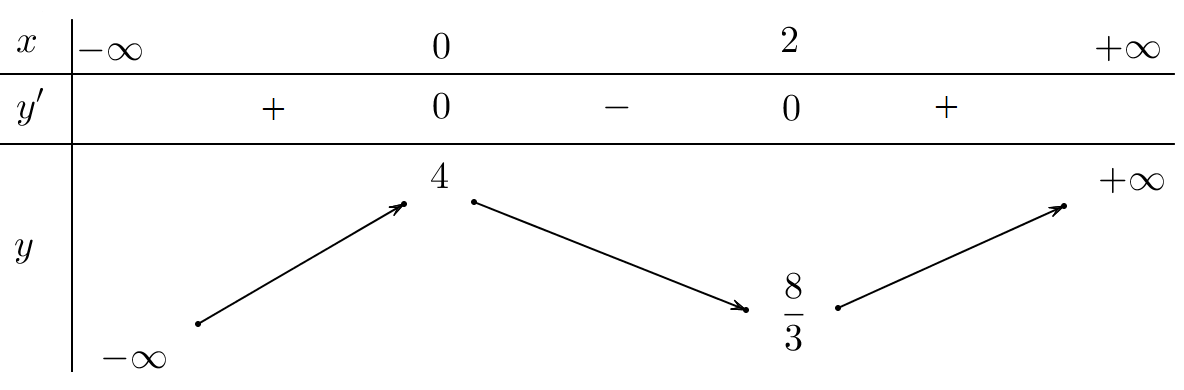 x −∞ 0 2 +∞
y′ + 0 − 0 +
4 +∞
y
8/3
−∞